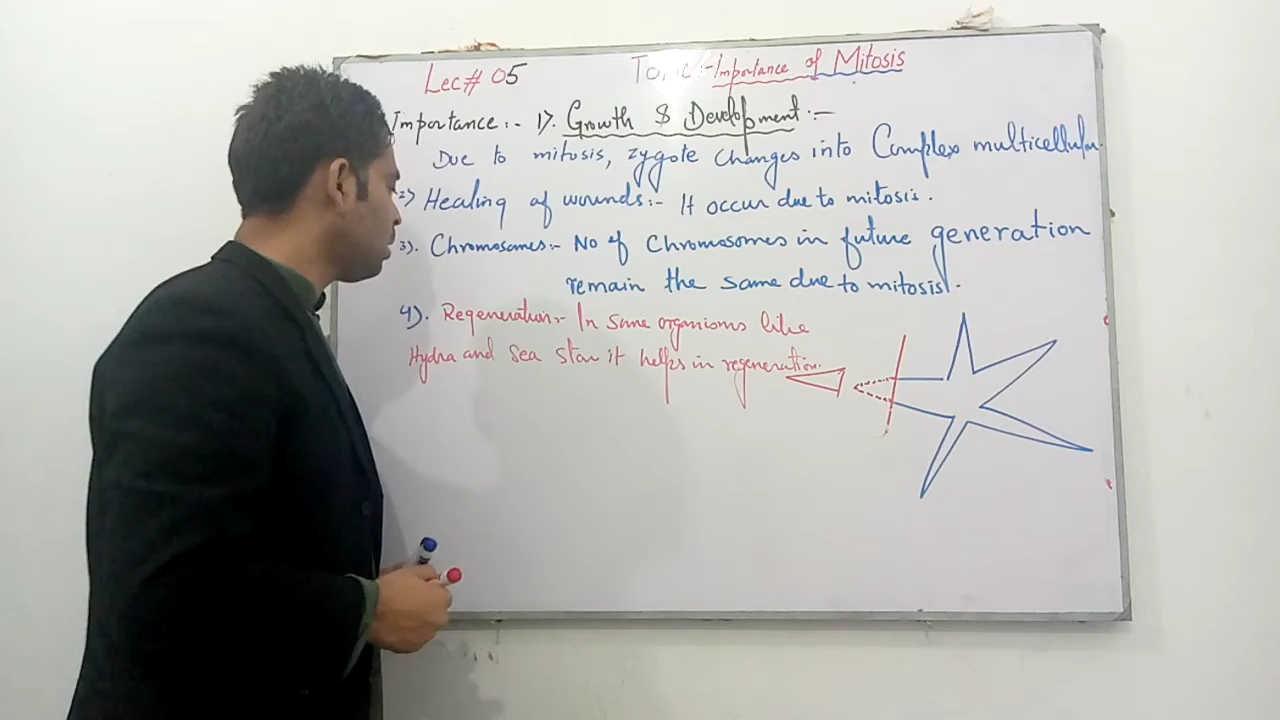 Lec# 05 Topic:- Importance of Mitosis
Importance:- 1). Growth & Development:-
Due to mitosis, zygote changes into Complex multicellular.
2) Healing of wounds:- It occur due to mitosis.
3). Chromosomes:- No of Chromosomes in future generation
remain the same due to mitosis.
4). Regeneration:- In some organisms like
Hydra and Sea Star it helps in regeneration.